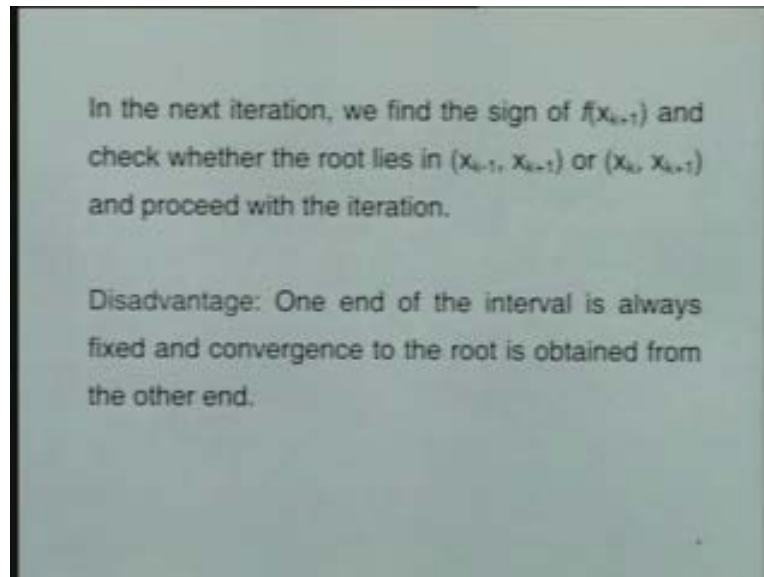 In the next iteration, we find the sign of f(xₖ₊₁) and
check whether the root lies in (xₖ₋₁, xₖ₊₁) or (xₖ, xₖ₊₁)
and proceed with the iteration.
Disadvantage: One end of the interval is always
fixed and convergence to the root is obtained from
the other end.